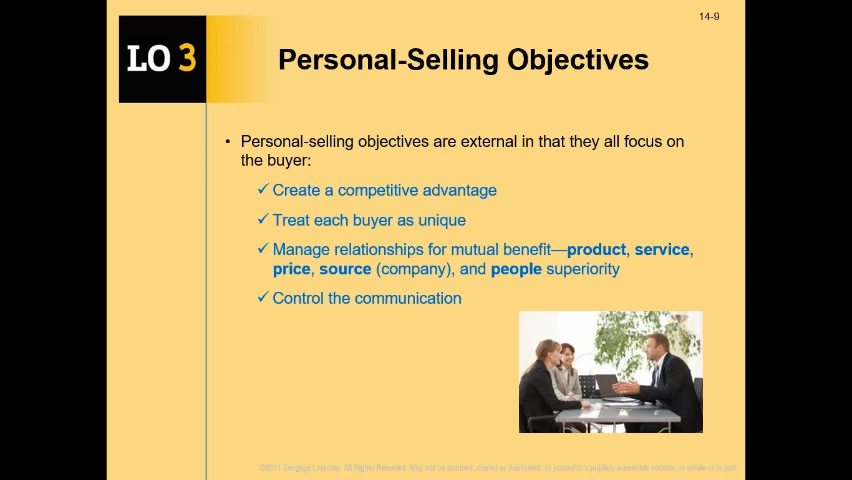 14-9
LO 3
Personal-Selling Objectives
• Personal-selling objectives are external in that they all focus on
the buyer:
✓ Create a competitive advantage
✓ Treat each buyer as unique
✓ Manage relationships for mutual benefit—product, service,
price, source (company), and people superiority
✓ Control the communication
©2011 Cengage Learning. All Rights Reserved. May not be scanned, copied or duplicated, or posted to a publicly accessible website, in whole or in part.